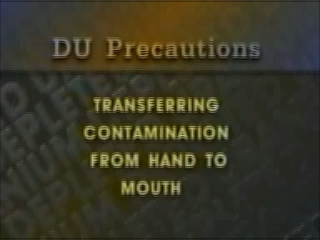 DU Precautions
TRANSFERRING
CONTAMINATION
FROM HAND TO
MOUTH